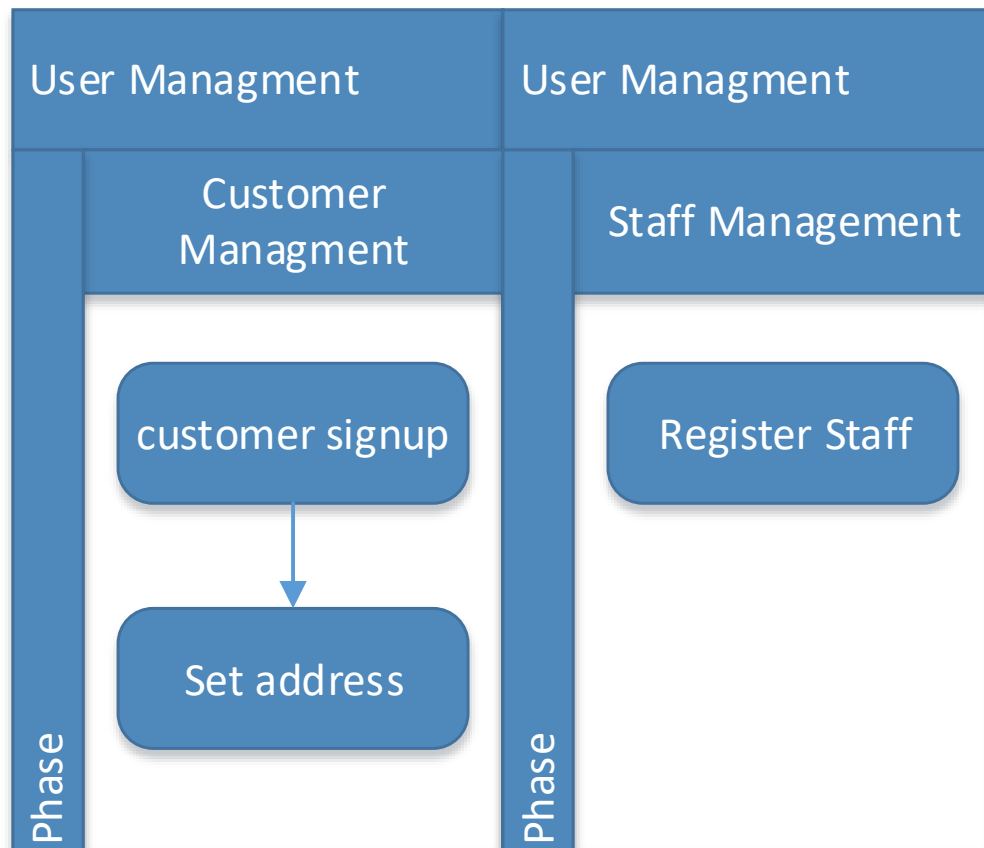 User Managment
User Managment
Customer
Managment
Staff Management
customer signup
Register Staff
Set address
Phase
Phase